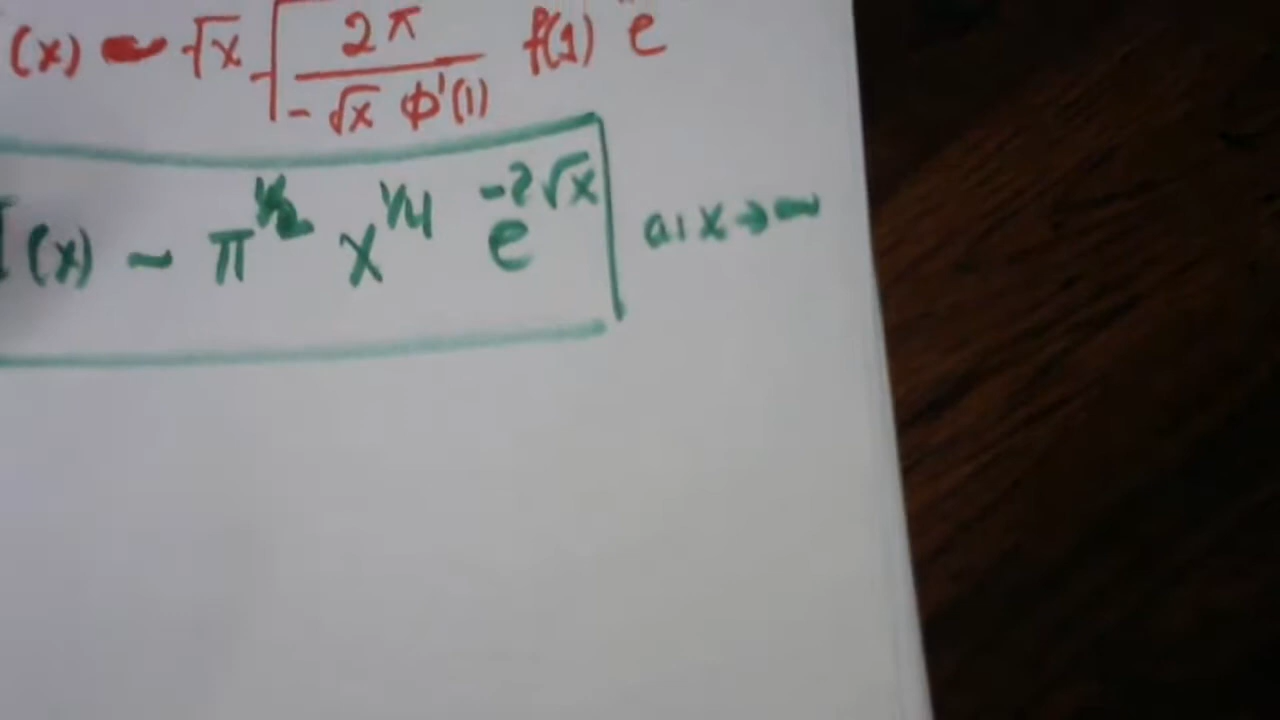 (x) ~ √x √(2π / -√x φ'(1)) f(1) e
I(x) ~ π^1/2 x^1/4 e^-2√x as x→∞